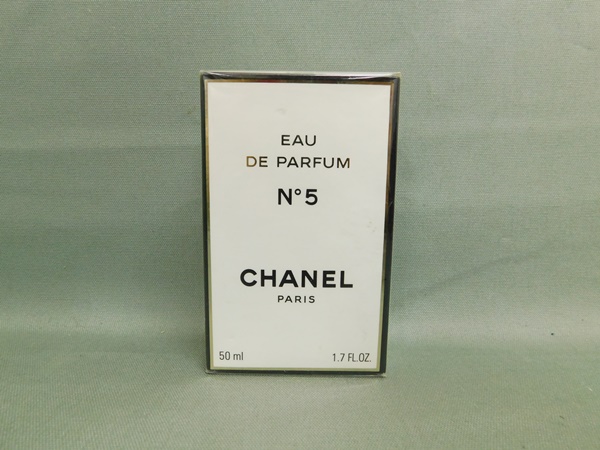 EAU
DE PARFUM
N°5
CHANEL
PARIS
50 ml 1.7 FL.OZ.